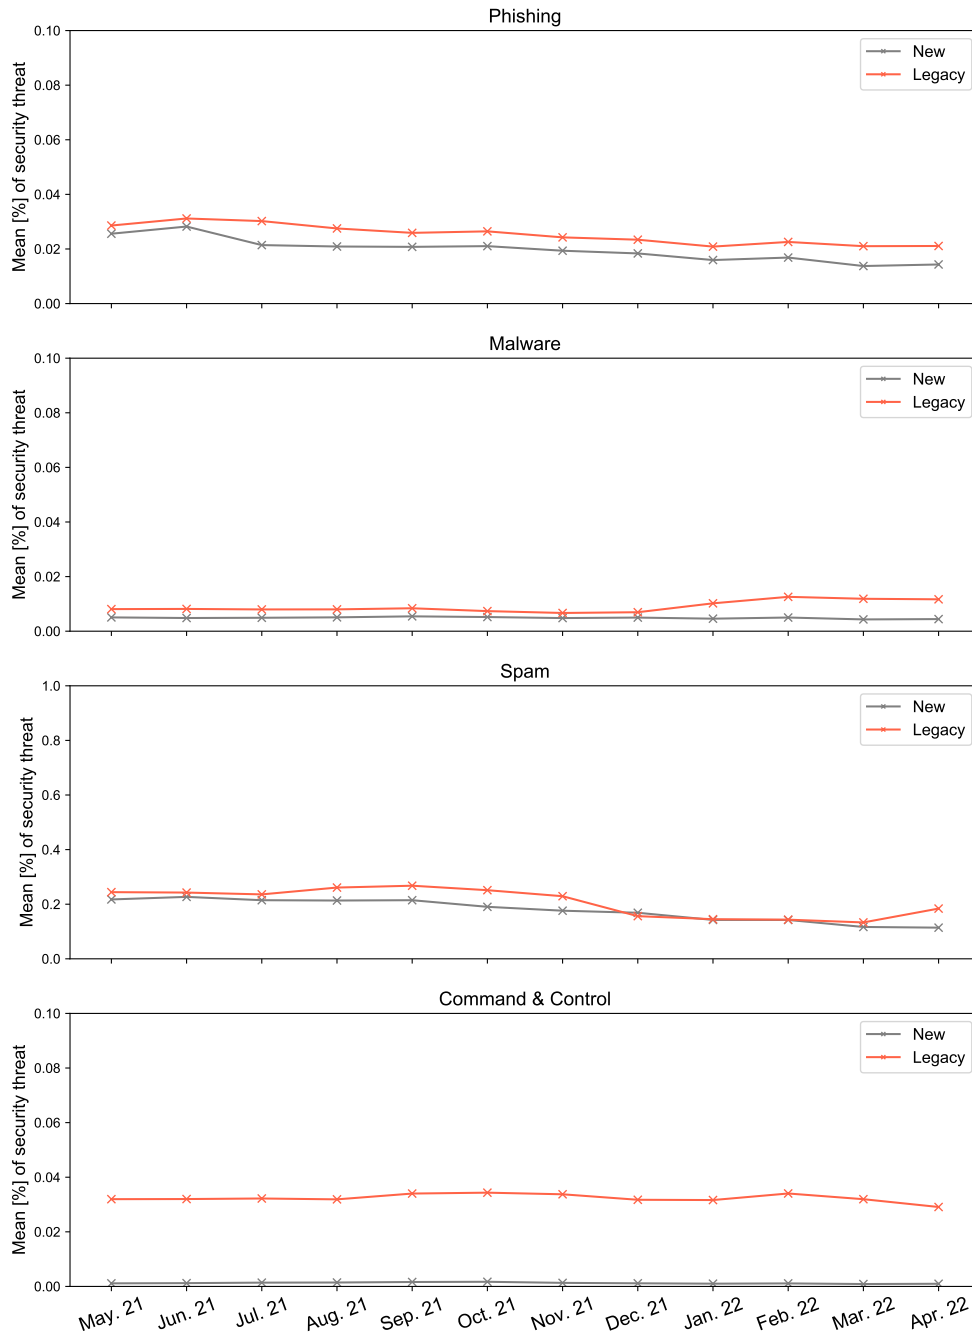 Phishing
Mean [%] of security threat
0.10
0.08
0.06
0.04
0.02
0.00
New
Legacy
Malware
Mean [%] of security threat
0.10
0.08
0.06
0.04
0.02
0.00
New
Legacy
Spam
Mean [%] of security threat
1.0
0.8
0.6
0.4
0.2
0.0
New
Legacy
Command & Control
Mean [%] of security threat
0.10
0.08
0.06
0.04
0.02
0.00
New
Legacy
May. 21 Jun. 21 Jul. 21 Aug. 21 Sep. 21 Oct. 21 Nov. 21 Dec. 21 Jan. 22 Feb. 22 Mar. 22 Apr. 22